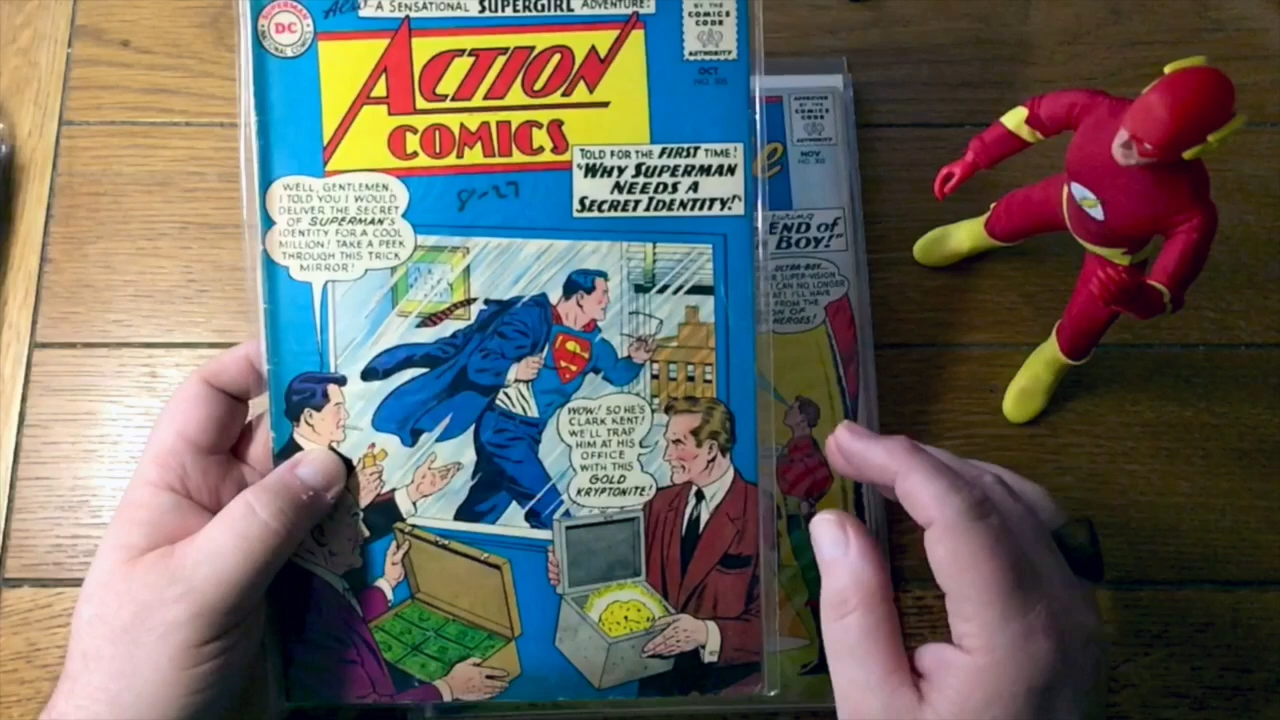 Also-A SENSATIONAL SUPERGIRL ADVENTURE!
SUPERMAN
DC
NATIONAL COMICS
BY THE
COMICS
CODE
AUTHORITY
OCT
ACTION
COMICS
TOLD FOR THE FIRST TIME!
"WHY SUPERMAN
NEEDS A
SECRET IDENTITY!"
8-27
WELL, GENTLEMEN,
I TOLD YOU I WOULD
DELIVER THE SECRET
OF SUPERMAN'S
IDENTITY FOR A COOL
MILLION! TAKE A PEEK
THROUGH THIS TRICK
MIRROR!
S
WOW! SO HE'S
CLARK KENT!
WE'LL TRAP
HIM AT HIS
OFFICE
WITH THIS
GOLD
KRYPTONITE!
APPROVED
BY THE
COMICS
CODE
AUTHORITY
NOV
e
END OF
BOY!"
ULTRA-BOY...
SUPER-VISION
I CAN NO LONGER
AT! I'LL HAVE
FROM THE
ON OF
HEROES!